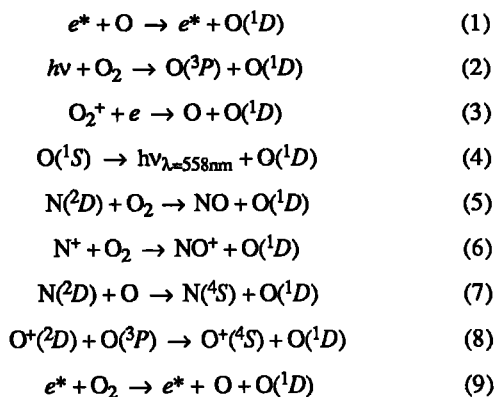 e* + O → e* + O(¹D) (1)
hν + O₂ → O(³P) + O(¹D) (2)
O₂⁺ + e → O + O(¹D) (3)
O(¹S) → hν_λ=558nm + O(¹D) (4)
N(²D) + O₂ → NO + O(¹D) (5)
N⁺ + O₂ → NO⁺ + O(¹D) (6)
N(²D) + O → N(⁴S) + O(¹D) (7)
O⁺(²D) + O(³P) → O⁺(⁴S) + O(¹D) (8)
e* + O₂ → e* + O + O(¹D) (9)